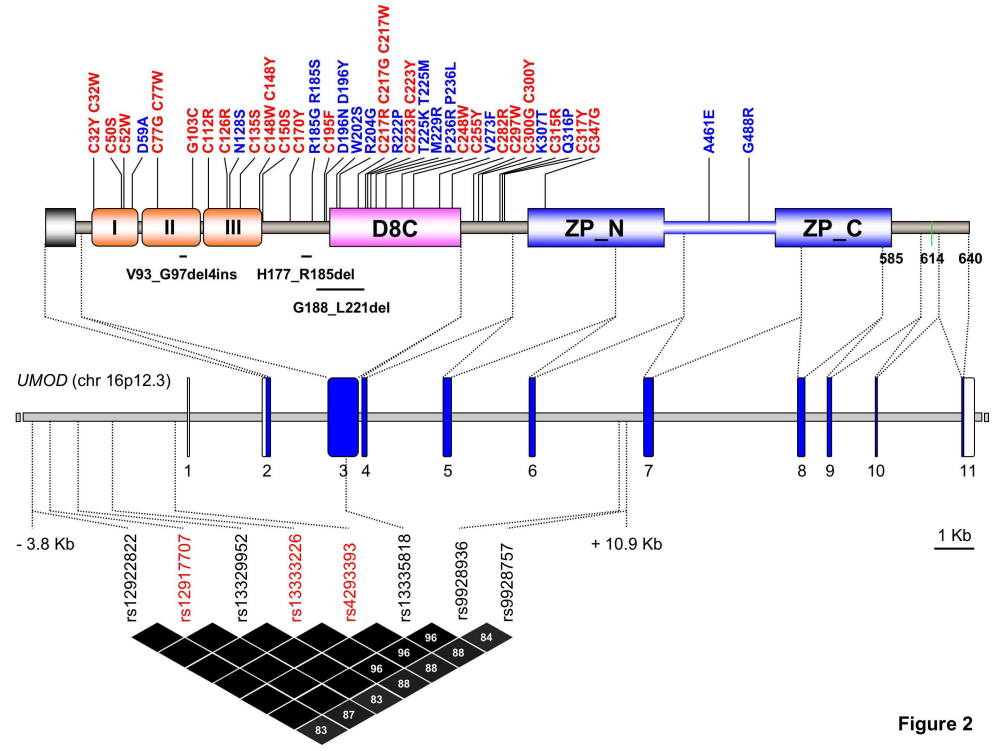 C32Y C32W
C50S
C52W
D59A
C77G C77W
G103C
C112R
C126R
N128S
C135S
C148W C148Y
C150S
C170Y
R185G R185S
C195F
D196N D196Y
W202S
R204G
C217R C217G C217W
R222P
C223R C223Y
T225K T225M
M229R
P236R P236L
C248W
C255Y
V273F
C282R
C297W
C300G C300Y
K307T
C315R
Q316P
C317Y
C347G
A461E
G488R
I
II
III
D8C
ZP_N
ZP_C
585
614
640
V93_G97del4ins
H177_R185del
G188_L221del
UMOD (chr 16p12.3)
1
2
3
4
5
6
7
8
9
10
11
- 3.8 Kb
+ 10.9 Kb
1 Kb
rs12922822
rs12917707
rs13329952
rs13333226
rs4293393
rs13335818
rs9928936
rs9928757
96
84
96
88
96
88
88
83
87
83
Figure 2